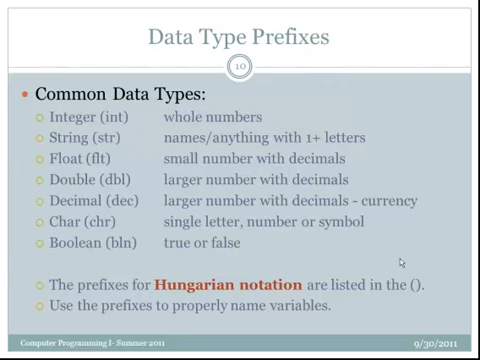 Data Type Prefixes
10
Common Data Types:
Integer (int) whole numbers
String (str) names/anything with 1+ letters
Float (flt) small number with decimals
Double (dbl) larger number with decimals
Decimal (dec) larger number with decimals - currency
Char (chr) single letter, number or symbol
Boolean (bln) true or false
The prefixes for Hungarian notation are listed in the ().
Use the prefixes to properly name variables.
Computer Programming I- Summer 2011 9/30/2011